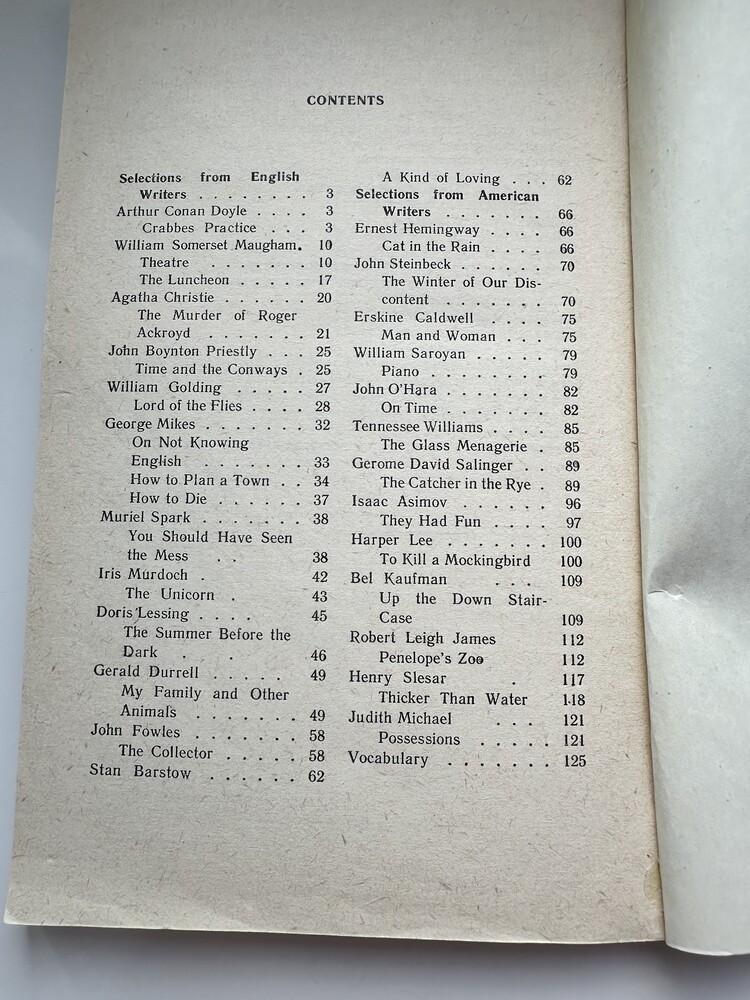 CONTENTS
Selections from English
Writers . . . . . . . . 3
Arthur Conan Doyle . . . . 3
Crabbes Practice . . . 3
William Somerset Maugham. 10
Theatre . . . . . . . 10
The Luncheon . . . . . 17
Agatha Christie . . . . . . 20
The Murder of Roger
Ackroyd . . . . . . . 21
John Boynton Priestly . . . 25
Time and the Conways . 25
William Golding . . . . . 27
Lord of the Flies . . . . 28
George Mikes . . . . . . . 32
On Not Knowing
English . . . . . . . 33
How to Plan a Town . . 34
How to Die . . . . . . 37
Muriel Spark . . . . . . . 38
You Should Have Seen
the Mess . . 38
Iris Murdoch . 42
The Unicorn . 43
Doris Lessing . . . . 45
The Summer Before the
Dark . . 46
Gerald Durrell . . . . . 49
My Family and Other
Animals . . . . . . . 49
John Fowles . . . . . . . 58
The Collector . . . . . 58
Stan Barstow . . . . . . 62
A Kind of Loving . . . 62
Selections from American
Writers . . . . . . . 66
Ernest Hemingway . . . . 66
Cat in the Rain . . . . 66
John Steinbeck . . . . . . 70
The Winter of Our Dis-
content . . . . . . . 70
Erskine Caldwell . . . . 75
Man and Woman . . . 75
William Saroyan . . . . . 79
Piano . . . . . . . . 79
John O'Hara . . . . . . . 82
On Time . . . . . . . 82
Tennessee Williams . . . . 85
The Glass Menagerie . 85
Gerome David Salinger . . 89
The Catcher in the Rye . 89
Isaac Asimov . . . . . . 96
They Had Fun . . . . 97
Harper Lee . . . . . . . 100
To Kill a Mockingbird 100
Bel Kaufman . . . 109
Up the Down Stair-
Case 109
Robert Leigh James 112
Penelope's Zoo 112
Henry Slesar . 117
Thicker Than Water 118
Judith Michael . . . 121
Possessions . . . . . 121
Vocabulary . . . . . . . 125